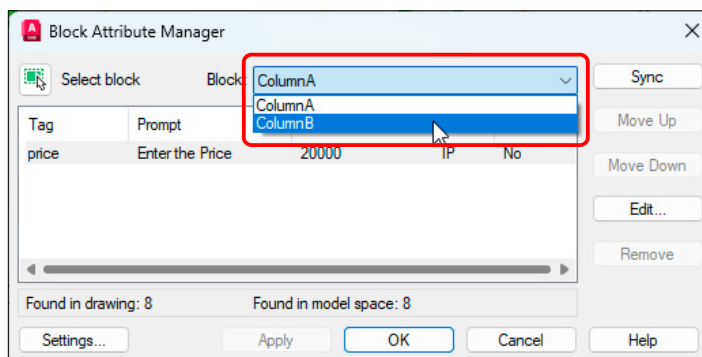 Block Attribute Manager
Select block
Block:
ColumnA
Sync
ColumnA
ColumnB
Move Up
Tag
Prompt
price
Enter the Price
20000
IP
No
Move Down
Edit...
Remove
Found in drawing: 8
Found in model space: 8
Settings...
Apply
OK
Cancel
Help